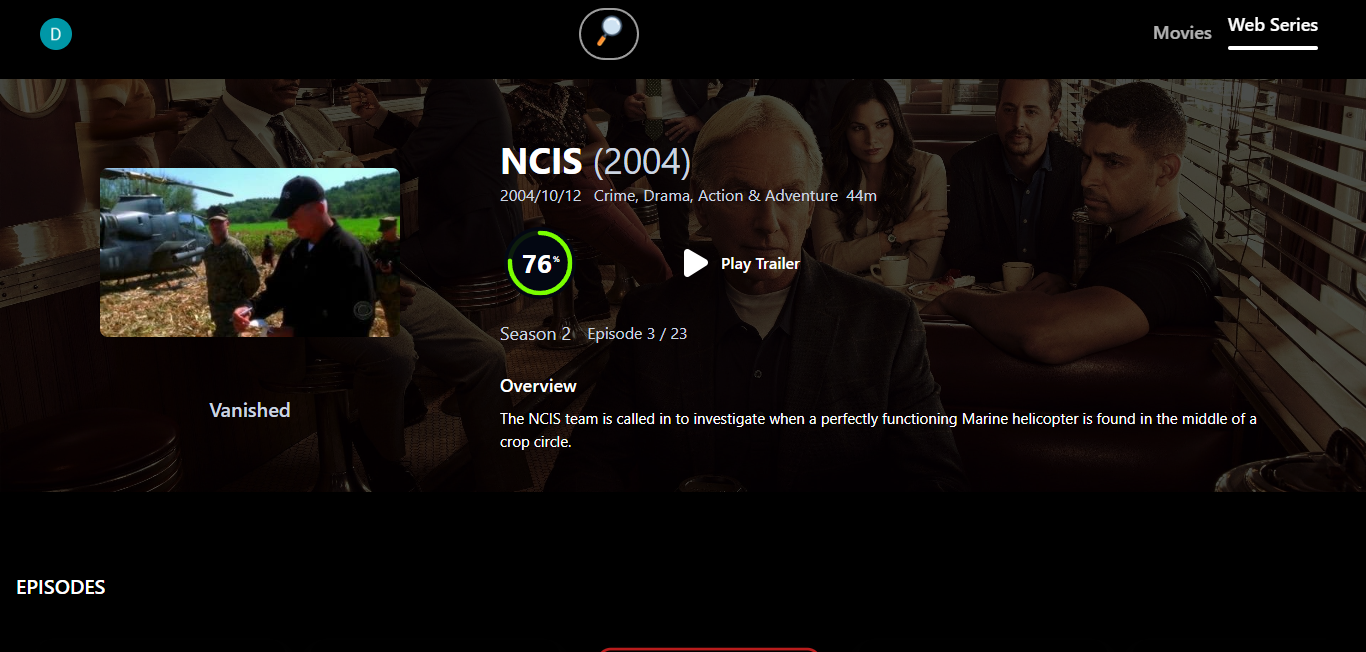 D
Movies
Web Series
NCIS (2004)
2004/10/12 Crime, Drama, Action & Adventure 44m
76%
Play Trailer
Season 2 Episode 3 / 23
Overview
Vanished
The NCIS team is called in to investigate when a perfectly functioning Marine helicopter is found in the middle of a
crop circle.
EPISODES